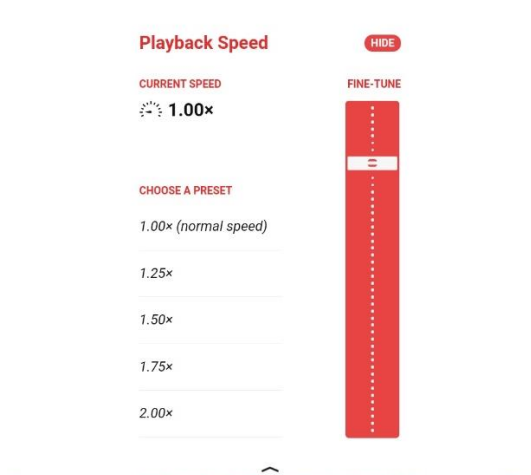 Playback Speed
HIDE
CURRENT SPEED
FINE-TUNE
1.00×
CHOOSE A PRESET
1.00× (normal speed)
1.25×
1.50×
1.75×
2.00×